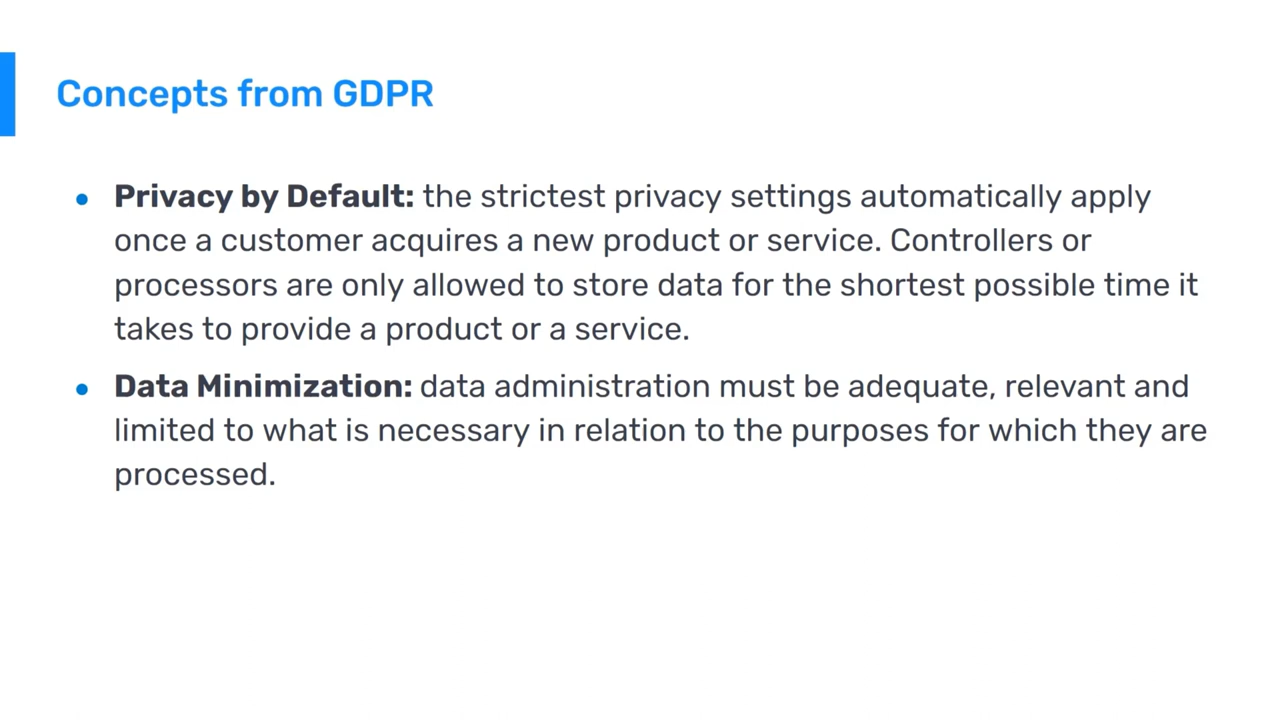 Concepts from GDPR
• Privacy by Default: the strictest privacy settings automatically apply
once a customer acquires a new product or service. Controllers or
processors are only allowed to store data for the shortest possible time it
takes to provide a product or a service.
• Data Minimization: data administration must be adequate, relevant and
limited to what is necessary in relation to the purposes for which they are
processed.